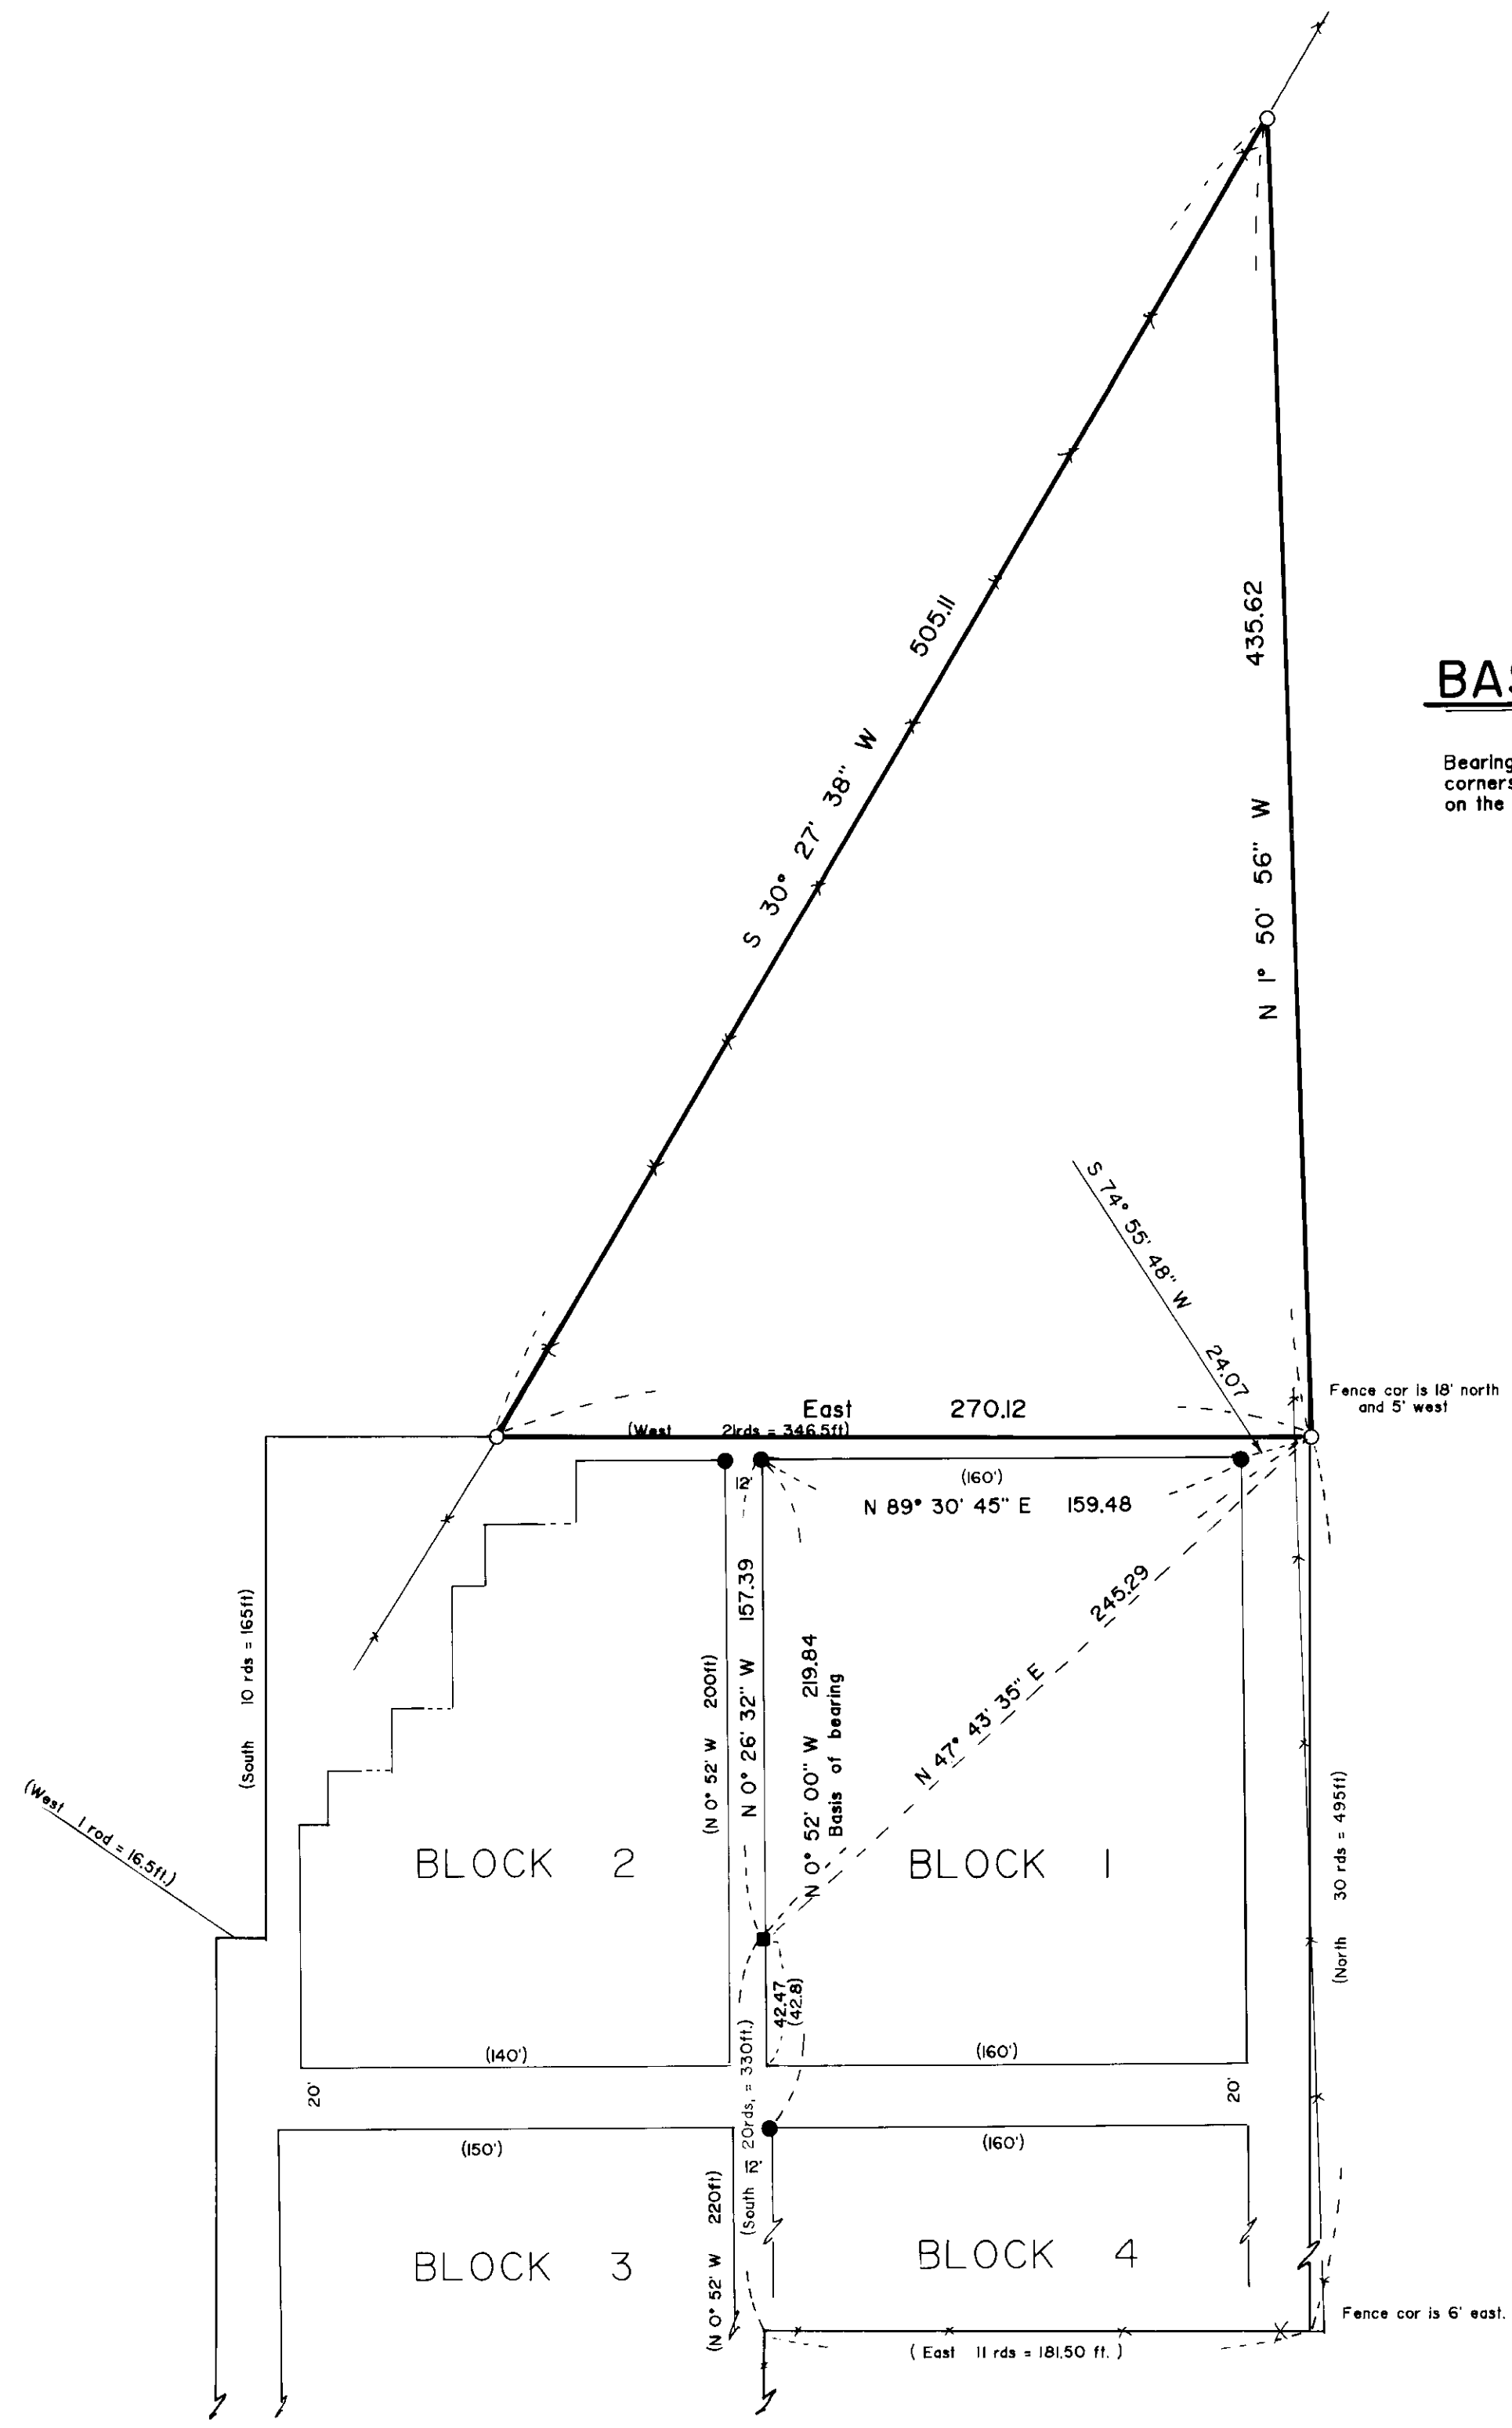 505.11
S 30° 27' 38" W
435.62
N 1° 50' 56" W
BAS
Bearing
corners
on the
S 74° 55' 48" W 24.07
Fence cor is 18' north
and 5' west
East 270.12
(West 21rds = 346.5ft)
12'
(160')
N 89° 30' 45" E 159.48
(South 10 rds = 165ft)
(N 0° 52' W 200ft)
N 0° 26' 32" W 157.39
N 0° 52' 00" W 219.84
Basis of bearing
N 47° 43' 35" E 245.29
(West 1 rod = 16.5ft.)
BLOCK 2
BLOCK 1
(North 30 rds = 495ft)
42.47
(42.8)
(140')
(160')
20'
20'
(South 20rds. = 330ft.)
(150')
12'
(160')
(N 0° 52' W 220ft)
BLOCK 3
BLOCK 4
Fence cor is 6' east.
( East 11 rds = 181.50 ft. )